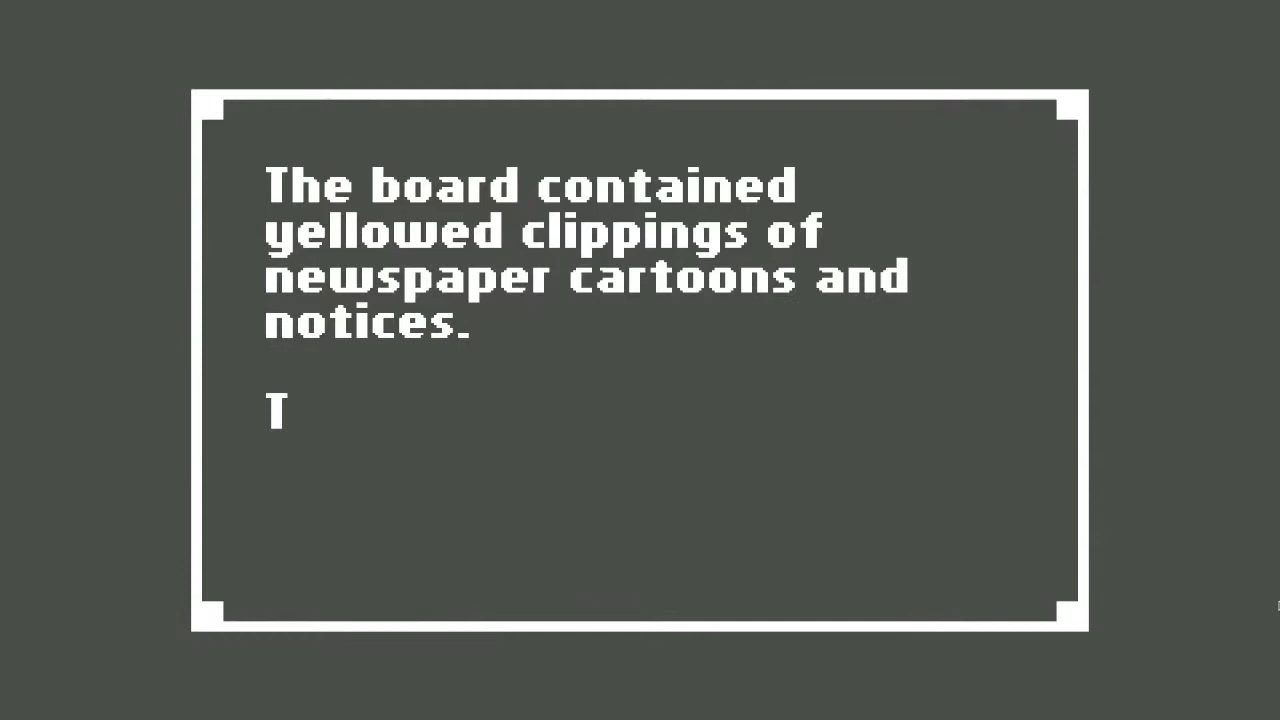 The board contained
yellowed clippings of
newspaper cartoons and
notices.
T